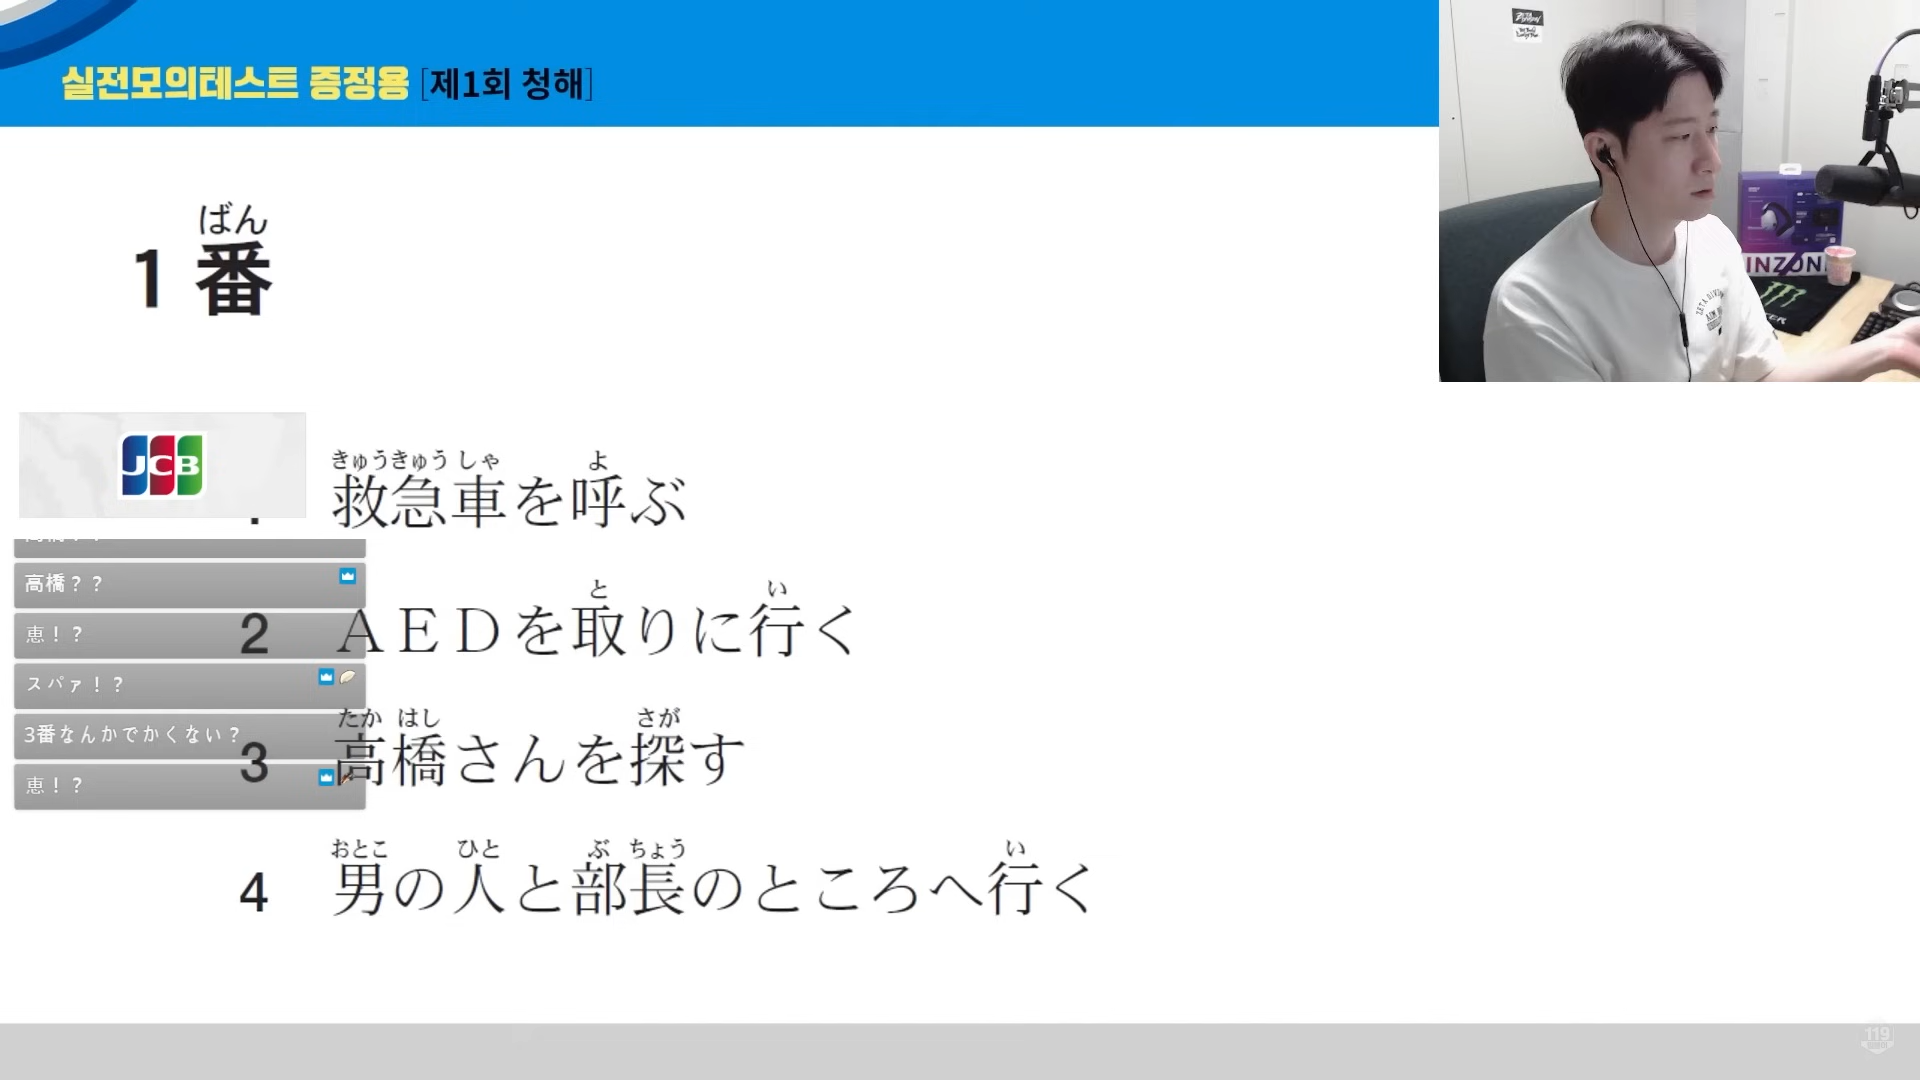 실전모의테스트 증정용 [제1회 청해]
ばん
1 番
JCB
きゅうきゅう しゃ よ
救急車を呼ぶ
と い
2 ＡＥＤを取りに行く
たか はし さが
3 高橋さんを探す
おとこ ひと ぶ ちょう い
4 男の人と部長のところへ行く
高橋？？
恵！？
スパァ！？
3番なんかでかくない？
恵！？
INZON
119